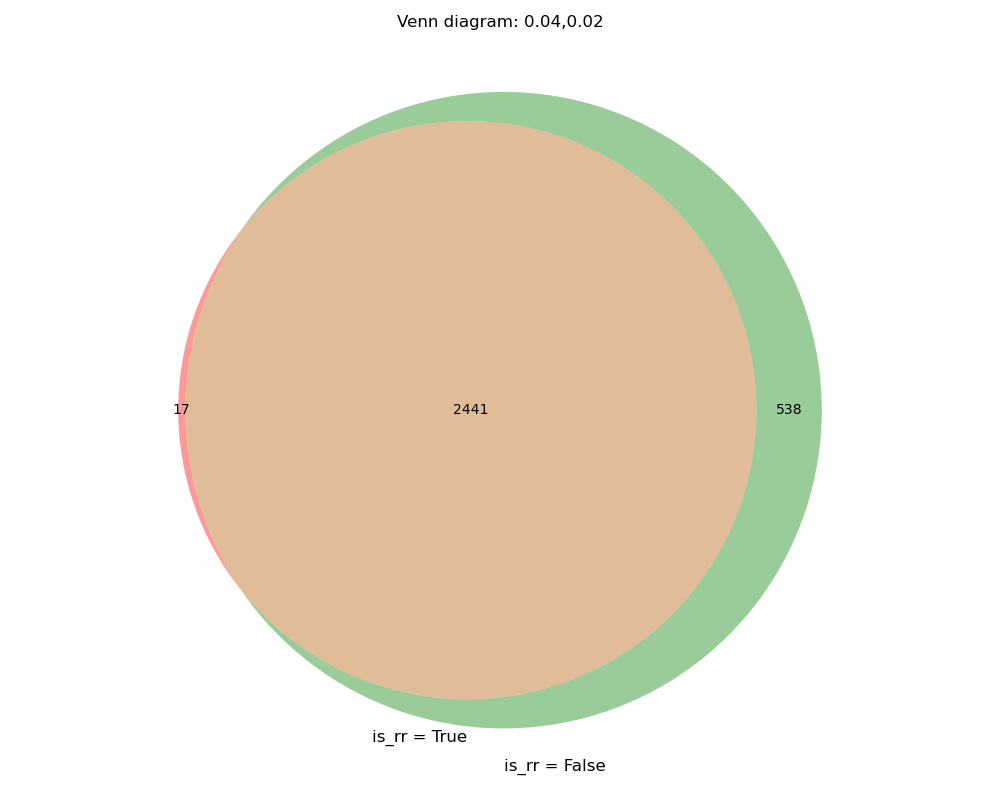 Venn diagram: 0.04,0.02
17
2441
538
is_rr = True
is_rr = False